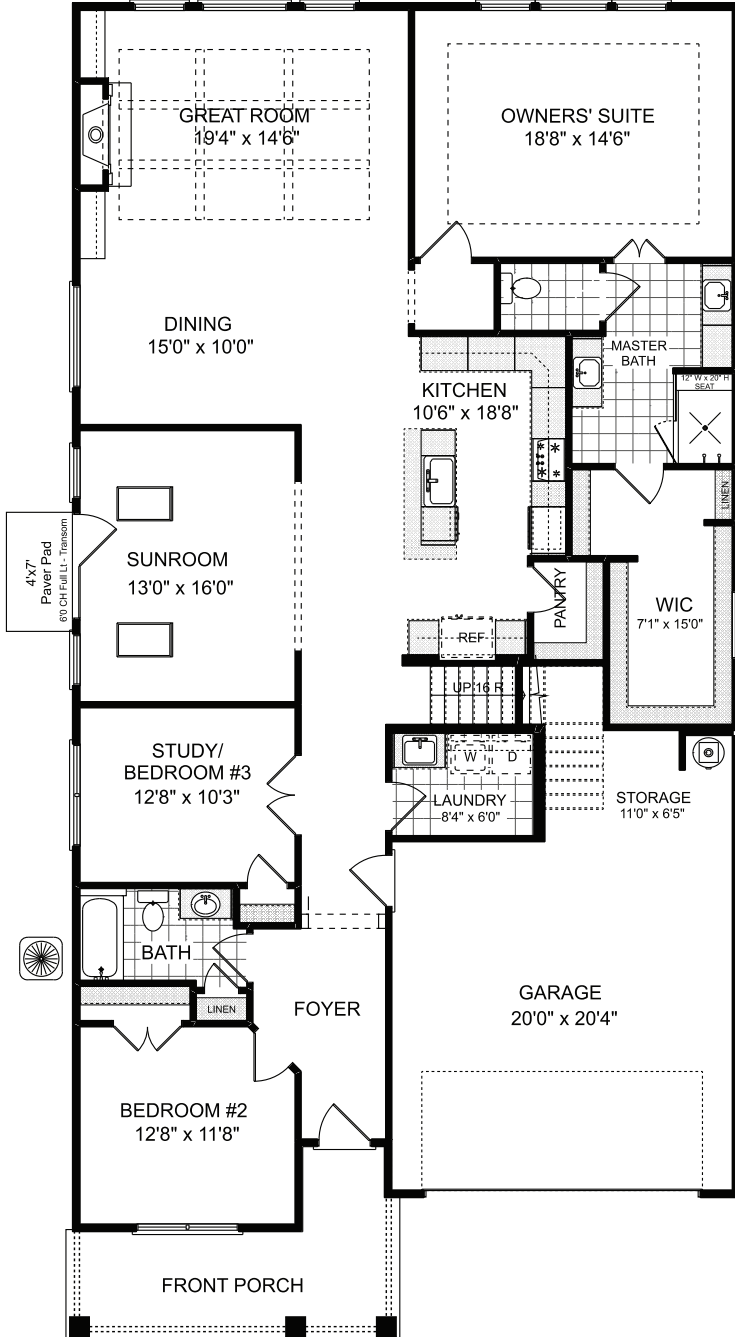 GREAT ROOM
19'4" x 14'6"
OWNERS' SUITE
18'8" x 14'6"
DINING
15'0" x 10'0"
MASTER
BATH
KITCHEN
10'6" x 18'8"
12" W x 20" H
SEAT
LINEN
4'x7'
Paver Pad
6'0 CH Full Lt - Transom
SUNROOM
13'0" x 16'0"
PANTRY
WIC
7'1" x 15'0"
REF
UP 16 R
STUDY/
BEDROOM #3
12'8" x 10'3"
W
D
LAUNDRY
8'4" x 6'0"
STORAGE
11'0" x 6'5"
BATH
LINEN
FOYER
GARAGE
20'0" x 20'4"
BEDROOM #2
12'8" x 11'8"
FRONT PORCH